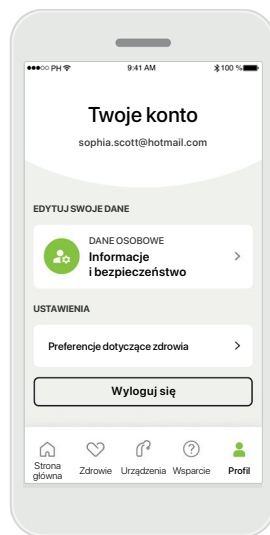 ●●●○○ PH 9:41 AM 100 %
Twoje konto
sophia.scott@hotmail.com
EDYTUJ SWOJE DANE
DANE OSOBOWE
Informacje
i bezpieczeństwo
USTAWIENIA
Preferencje dotyczące zdrowia
Wyloguj się
Strona
główna
Zdrowie Urządzenia Wsparcie Profil